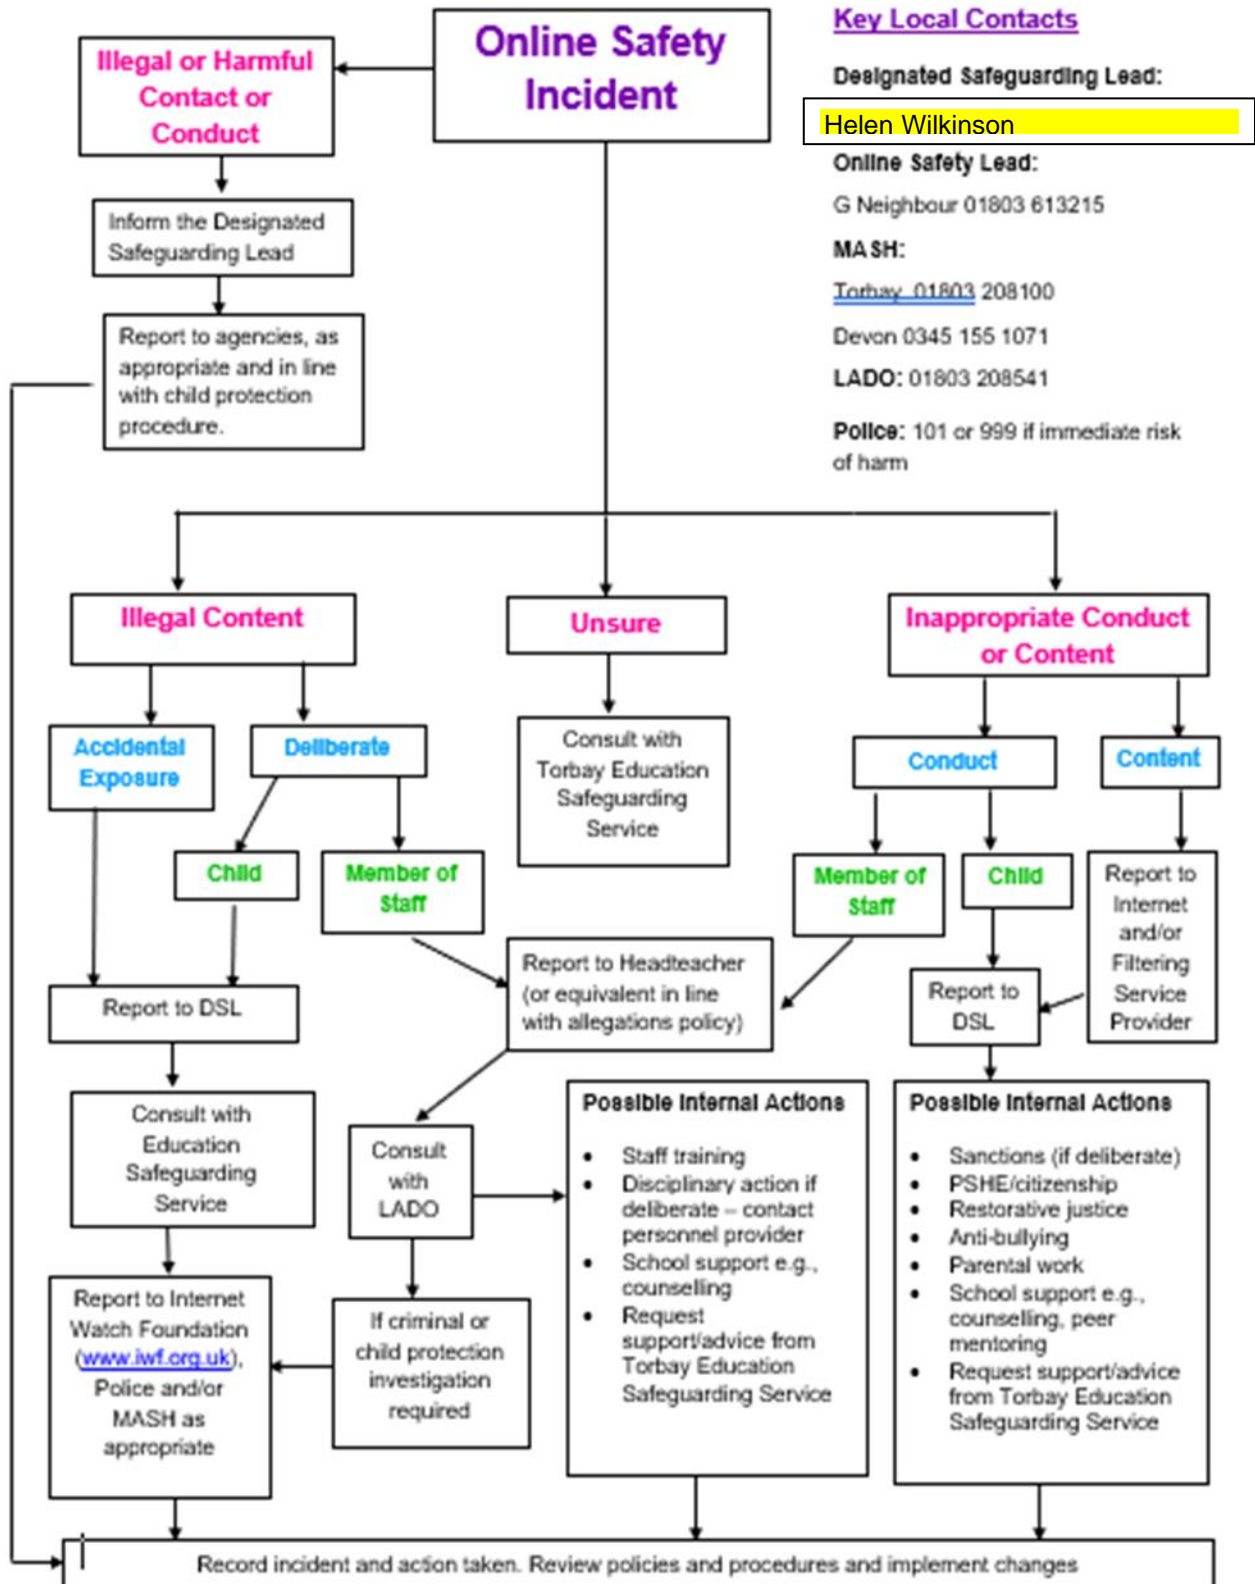 Online Safety
Incident
Key Local Contacts
Designated Safeguarding Lead:
Helen Wilkinson
Online Safety Lead:
G Neighbour 01803 613215
MASH:
Torbay 01803 208100
Devon 0345 155 1071
LADO: 01803 208541
Police: 101 or 999 if immediate risk
of harm
Illegal or Harmful
Contact or
Conduct
Inform the Designated
Safeguarding Lead
Report to agencies, as
appropriate and in line
with child protection
procedure.
Illegal Content
Unsure
Inappropriate Conduct
or Content
Accidental
Exposure
Deliberate
Consult with
Torbay Education
Safeguarding
Service
Conduct
Content
Child
Member of
Staff
Member of
Staff
Child
Report to
Internet
and/or
Filtering
Service
Provider
Report to DSL
Report to Headteacher
(or equivalent in line
with allegations policy)
Report to
DSL
Consult with
Education
Safeguarding
Service
Consult
with
LADO
Possible Internal Actions
• Staff training
• Disciplinary action if
deliberate – contact
personnel provider
• School support e.g.,
counselling
• Request
support/advice from
Torbay Education
Safeguarding Service
Possible Internal Actions
• Sanctions (if deliberate)
• PSHE/citizenship
• Restorative justice
• Anti-bullying
• Parental work
• School support e.g.,
counselling, peer
mentoring
• Request support/advice
from Torbay Education
Safeguarding Service
Report to Internet
Watch Foundation
(www.iwf.org.uk),
Police and/or
MASH as
appropriate
If criminal or
child protection
investigation
required
Record incident and action taken. Review policies and procedures and implement changes